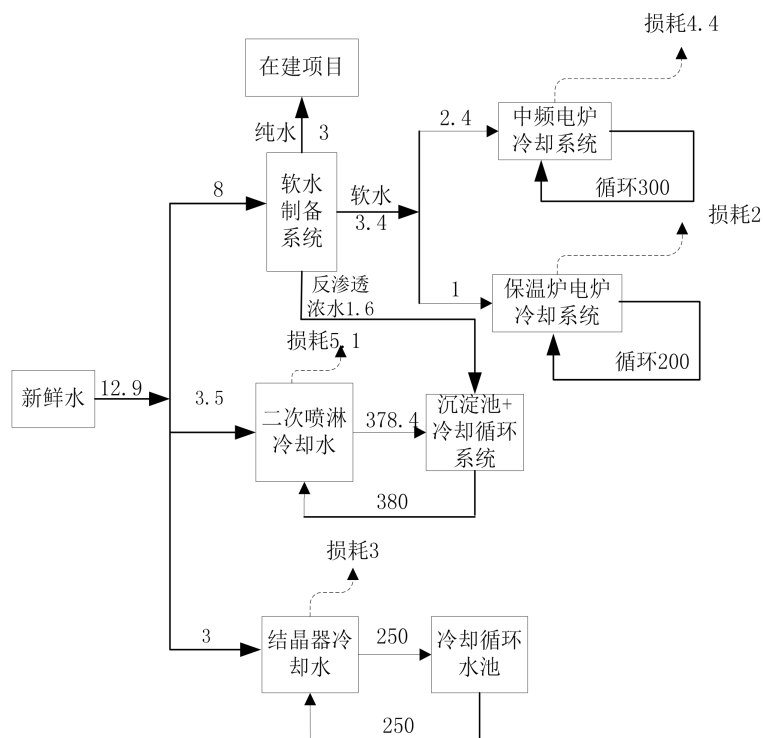 损耗4.4
在建项目
纯水 3
2.4
中频电炉
冷却系统
循环300
8
软水
制备
系统
软水
3.4
损耗2
反渗透
浓水1.6
1
保温炉电炉
冷却系统
循环200
损耗5.1
新鲜水
12.9
3.5
二次喷淋
冷却水
378.4
沉淀池+
冷却循环
系统
380
损耗3
3
结晶器冷
却水
250
冷却循环
水池
250